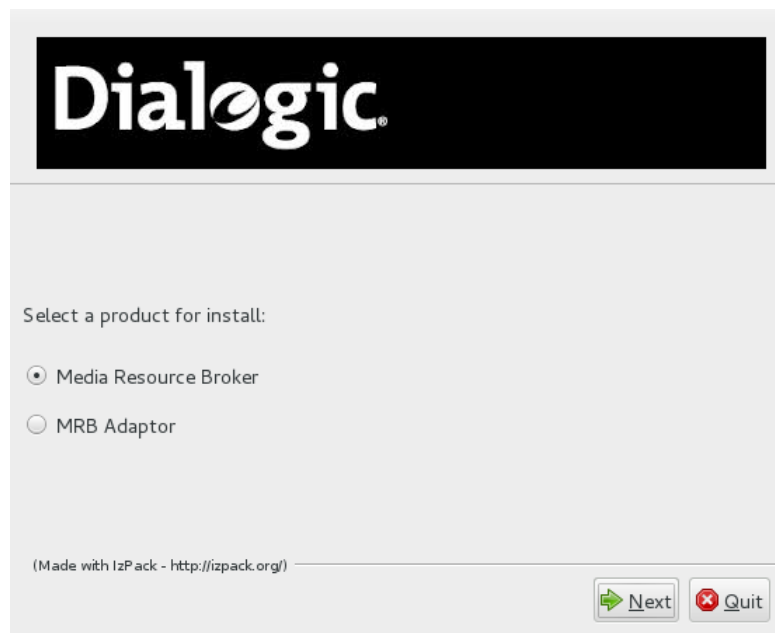 Dialogic®
Select a product for install:
Media Resource Broker
MRB Adaptor
(Made with IzPack - http://izpack.org/)
Next
Quit